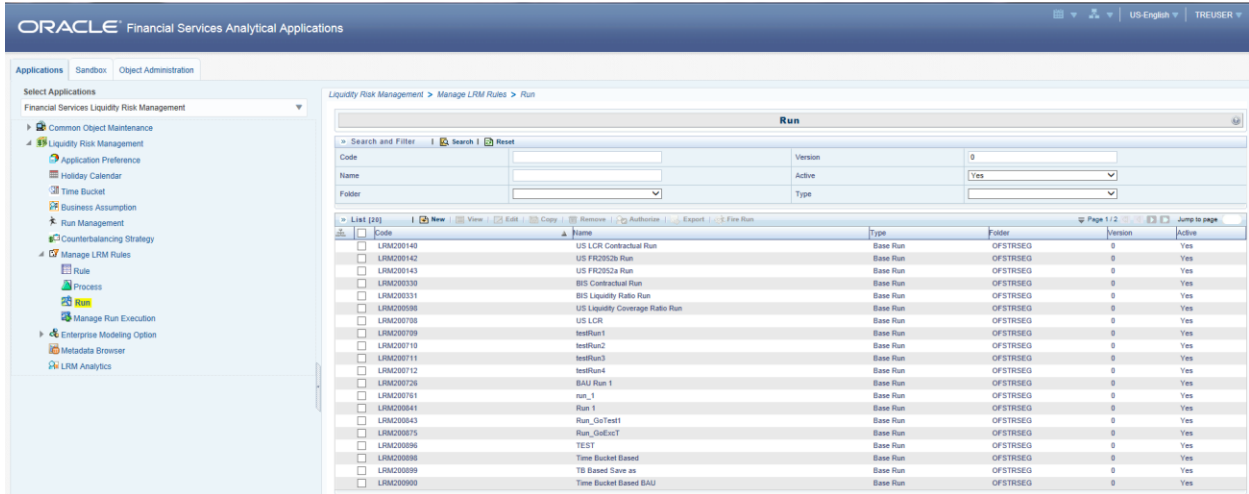 ORACLE® Financial Services Analytical Applications
US-English
TREUSER
Applications Sandbox Object Administration
Select Applications
Financial Services Liquidity Risk Management
Common Object Maintenance
Liquidity Risk Management
Application Preference
Holiday Calendar
Time Bucket
Business Assumption
Run Management
Counterbalancing Strategy
Manage LRM Rules
Rule
Process
Run
Manage Run Execution
Enterprise Modeling Option
Metadata Browser
LRM Analytics
Liquidity Risk Management > Manage LRM Rules > Run
Run
» Search and Filter | Search | Reset
Code Version 0
Name Active Yes
Folder Type
» List [20] | New | View | Edit | Copy | Remove | Authorize | Export | Fire Run Page 1 / 2 Jump to page
Code Name Type Folder Version Active
LRM200140 US LCR Contractual Run Base Run OFSTRSEG 0 Yes
LRM200142 US FR2052b Run Base Run OFSTRSEG 0 Yes
LRM200143 US FR2052a Run Base Run OFSTRSEG 0 Yes
LRM200330 BIS Contractual Run Base Run OFSTRSEG 0 Yes
LRM200331 BIS Liquidity Ratio Run Base Run OFSTRSEG 0 Yes
LRM200598 US Liquidity Coverage Ratio Run Base Run OFSTRSEG 0 Yes
LRM200708 US LCR Base Run OFSTRSEG 0 Yes
LRM200709 testRun1 Base Run OFSTRSEG 0 Yes
LRM200710 testRun2 Base Run OFSTRSEG 0 Yes
LRM200711 testRun3 Base Run OFSTRSEG 0 Yes
LRM200712 testRun4 Base Run OFSTRSEG 0 Yes
LRM200726 BAU Run 1 Base Run OFSTRSEG 0 Yes
LRM200761 run_1 Base Run OFSTRSEG 0 Yes
LRM200841 Run 1 Base Run OFSTRSEG 0 Yes
LRM200843 Run_GoTest1 Base Run OFSTRSEG 0 Yes
LRM200875 Run_GoExcT Base Run OFSTRSEG 0 Yes
LRM200896 TEST Base Run OFSTRSEG 0 Yes
LRM200898 Time Bucket Based Base Run OFSTRSEG 0 Yes
LRM200899 TB Based Save as Base Run OFSTRSEG 0 Yes
LRM200900 Time Bucket Based BAU Base Run OFSTRSEG 0 Yes